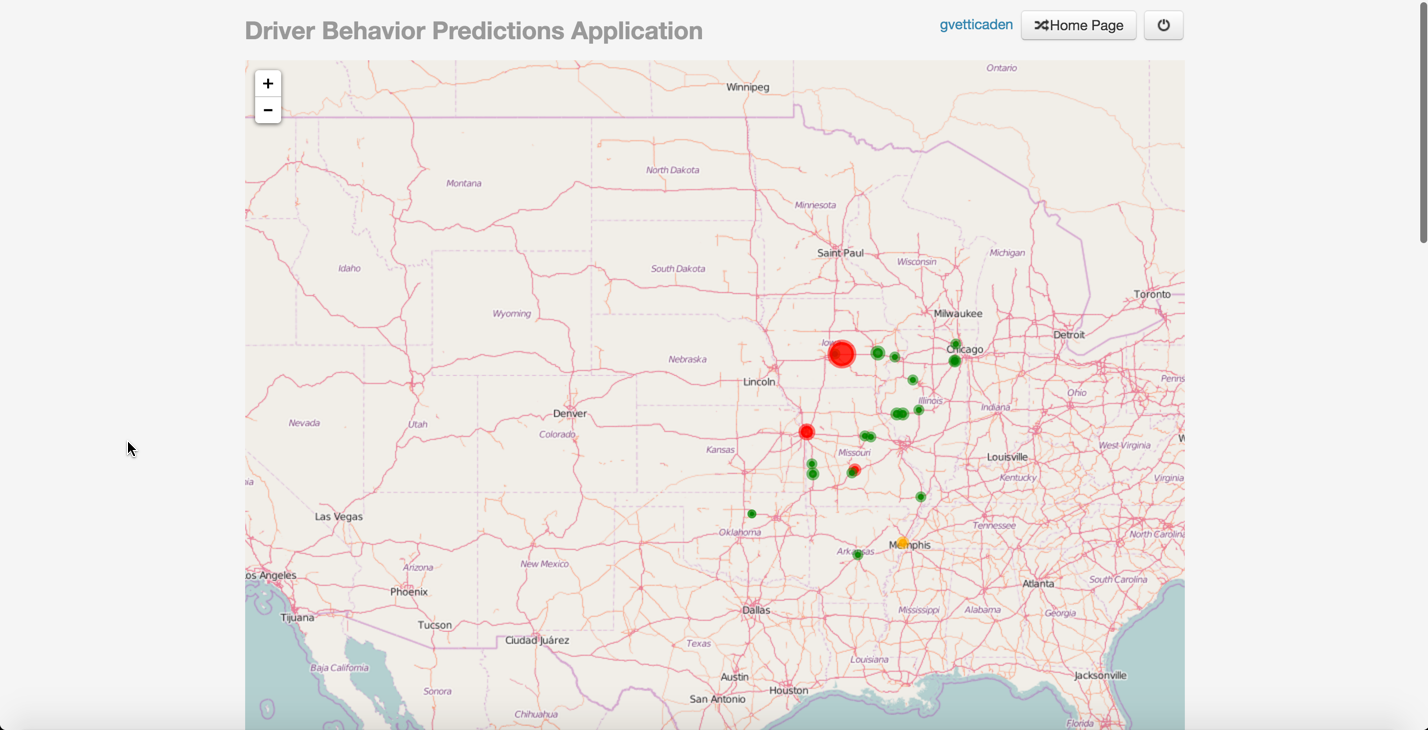 Driver Behavior Predictions Application
gvetticaden
Home Page
+
−
Ontario
Winnipeg
North Dakota
Montana
Minnesota
Saint Paul
Michigan
Wisconsin
Idaho
South Dakota
Toronto
Wyoming
Milwaukee
Detroit
Chicago
Nebraska
Lincoln
Ohio
Illinois
Indiana
Denver
Nevada
Utah
Colorado
West Virginia
Kansas
Missouri
Louisville
Kentucky
Virginia
Las Vegas
Tennessee
Oklahoma
North Carolina
Memphis
Arkansas
New Mexico
Arizona
os Angeles
South Carolina
Atlanta
Phoenix
Dallas
Mississippi
Alabama
Georgia
Tijuana
Tucson
Ciudad Juárez
Texas
Louisiana
Baja California
Austin
Jacksonville
Sonora
Houston
San Antonio
Chihuahua
Florida